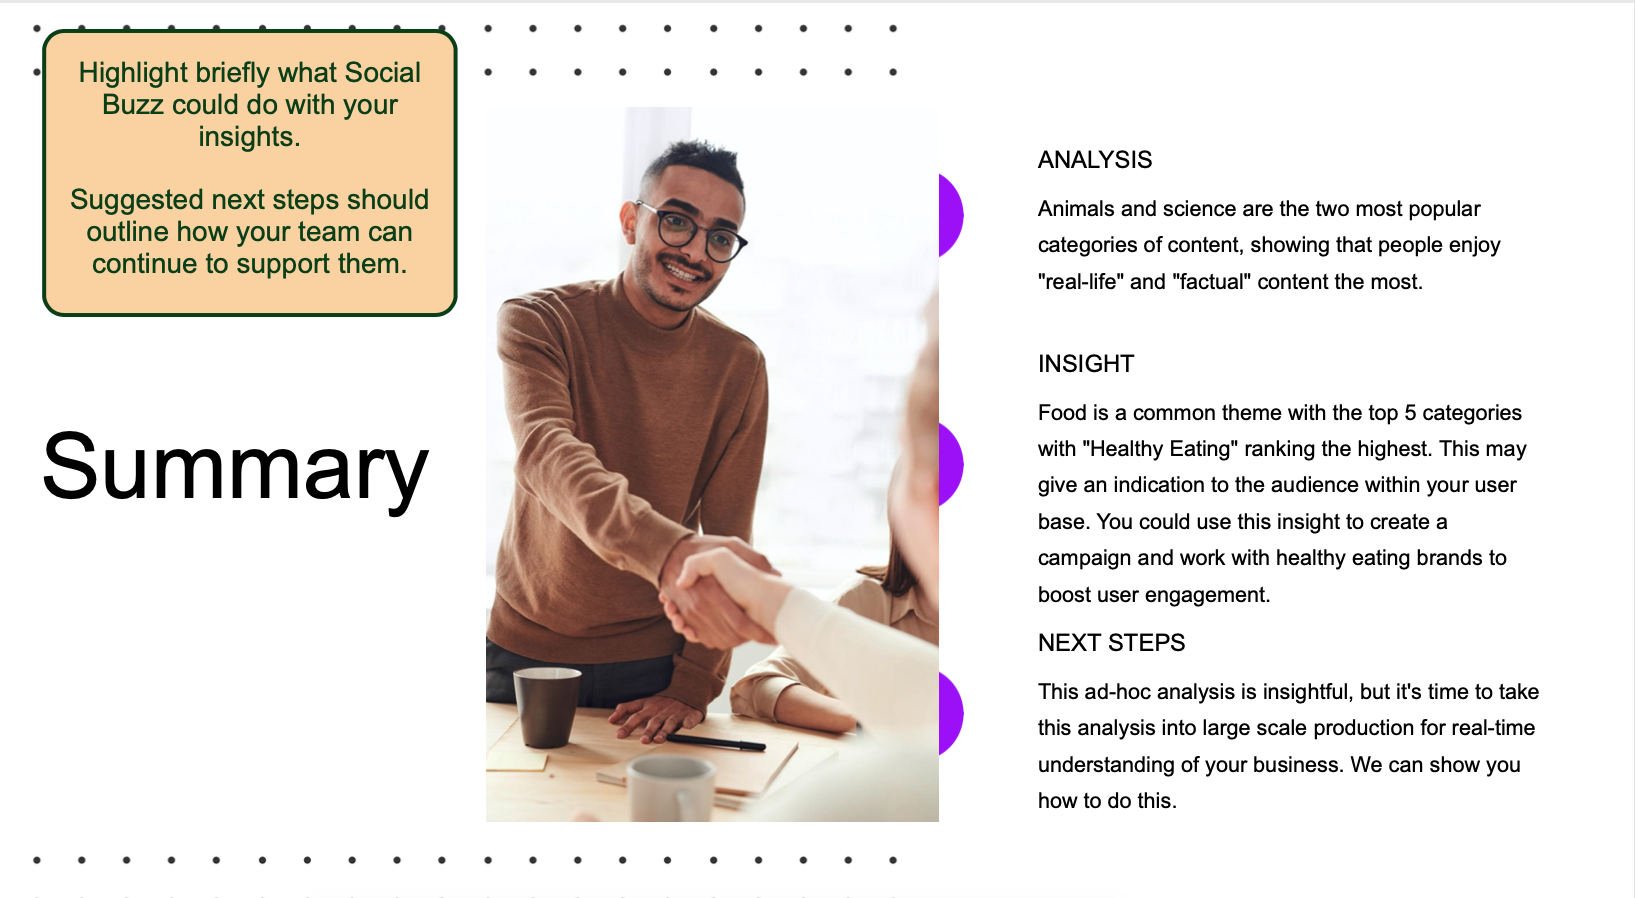 Highlight briefly what Social
Buzz could do with your
insights.
Suggested next steps should
outline how your team can
continue to support them.
Summary
ANALYSIS
Animals and science are the two most popular
categories of content, showing that people enjoy
"real-life" and "factual" content the most.
INSIGHT
Food is a common theme with the top 5 categories
with "Healthy Eating" ranking the highest. This may
give an indication to the audience within your user
base. You could use this insight to create a
campaign and work with healthy eating brands to
boost user engagement.
NEXT STEPS
This ad-hoc analysis is insightful, but it's time to take
this analysis into large scale production for real-time
understanding of your business. We can show you
how to do this.